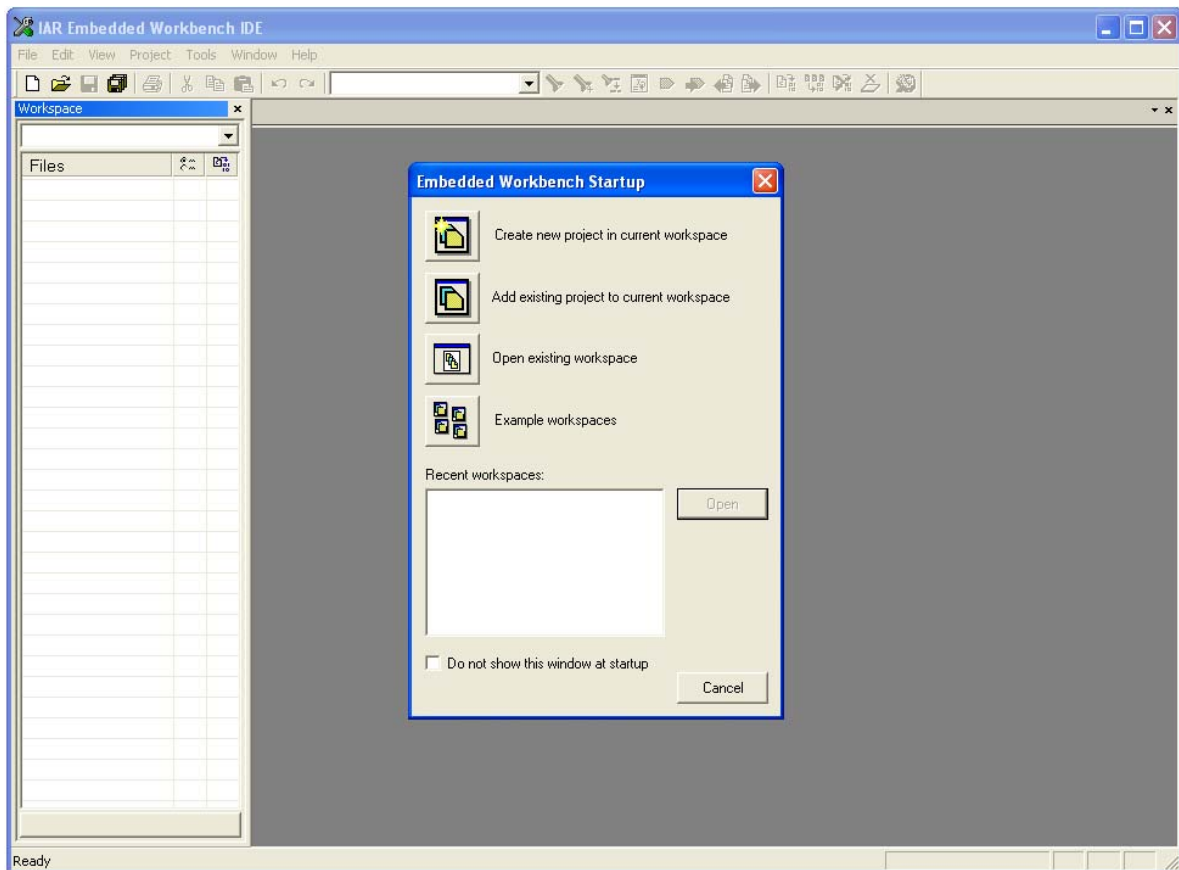 IAR Embedded Workbench IDE
File Edit View Project Tools Window Help
Workspace
Files
Embedded Workbench Startup
Create new project in current workspace
Add existing project to current workspace
Open existing workspace
Example workspaces
Recent workspaces:
Open
Do not show this window at startup
Cancel
Ready